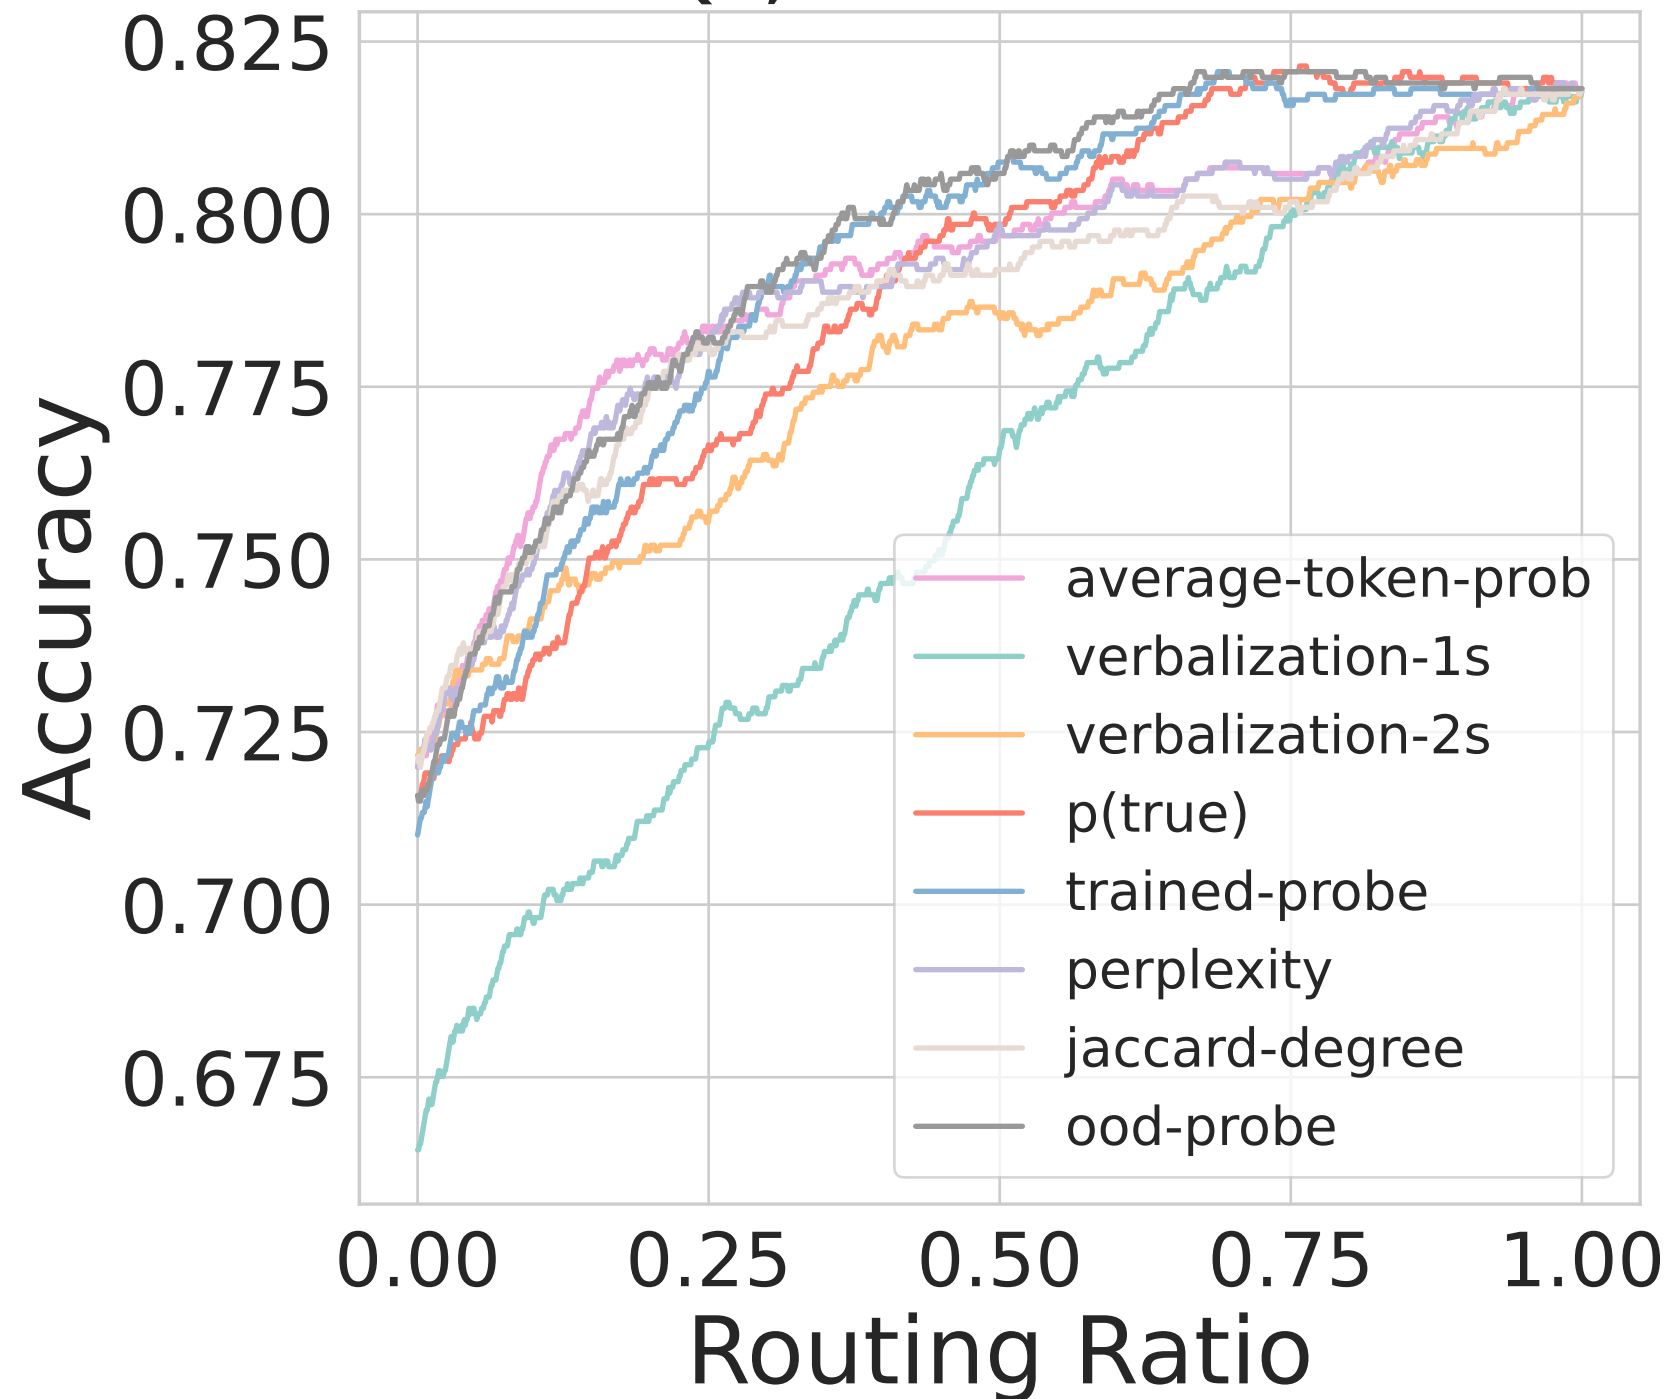 0.825
0.800
0.775
0.750
0.725
0.700
0.675
Accuracy
average-token-prob
verbalization-1s
verbalization-2s
p(true)
trained-probe
perplexity
jaccard-degree
ood-probe
0.00 0.25 0.50 0.75 1.00
Routing Ratio